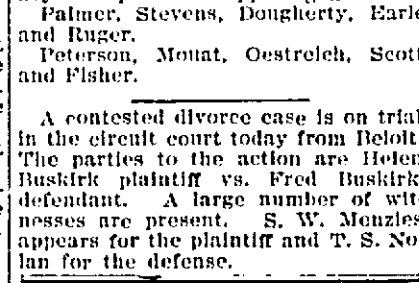 Palmer, Stevens, Dougherty, Earle
and Ruger.
Peterson, Mouat, Oestreich, Scott
and Fisher.
A contested divorce case is on trial
in the circuit court today from Beloit.
The parties to the action are Helen
Buskirk plaintiff vs. Fred Buskirk
defendant. A large number of wit-
nesses are present. S. W. Menzies
appears for the plaintiff and T. S. No-
lan for the defense.